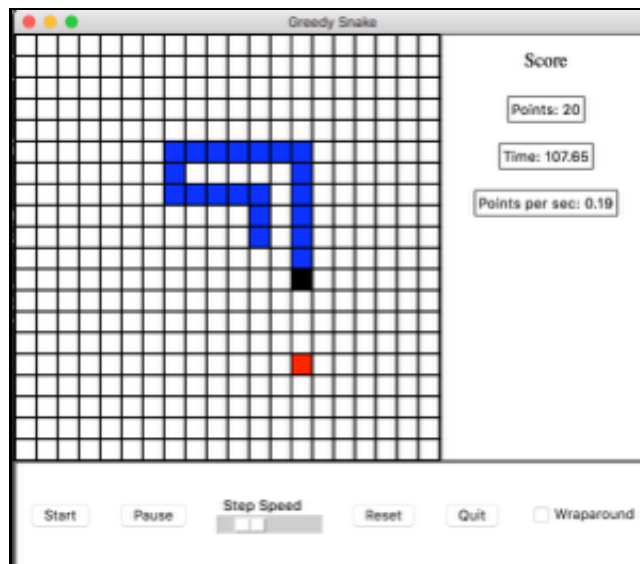 Greedy Snake
Score
Points: 20
Time: 107.65
Points per sec: 0.19
Step Speed
Start
Pause
Reset
Quit
Wraparound